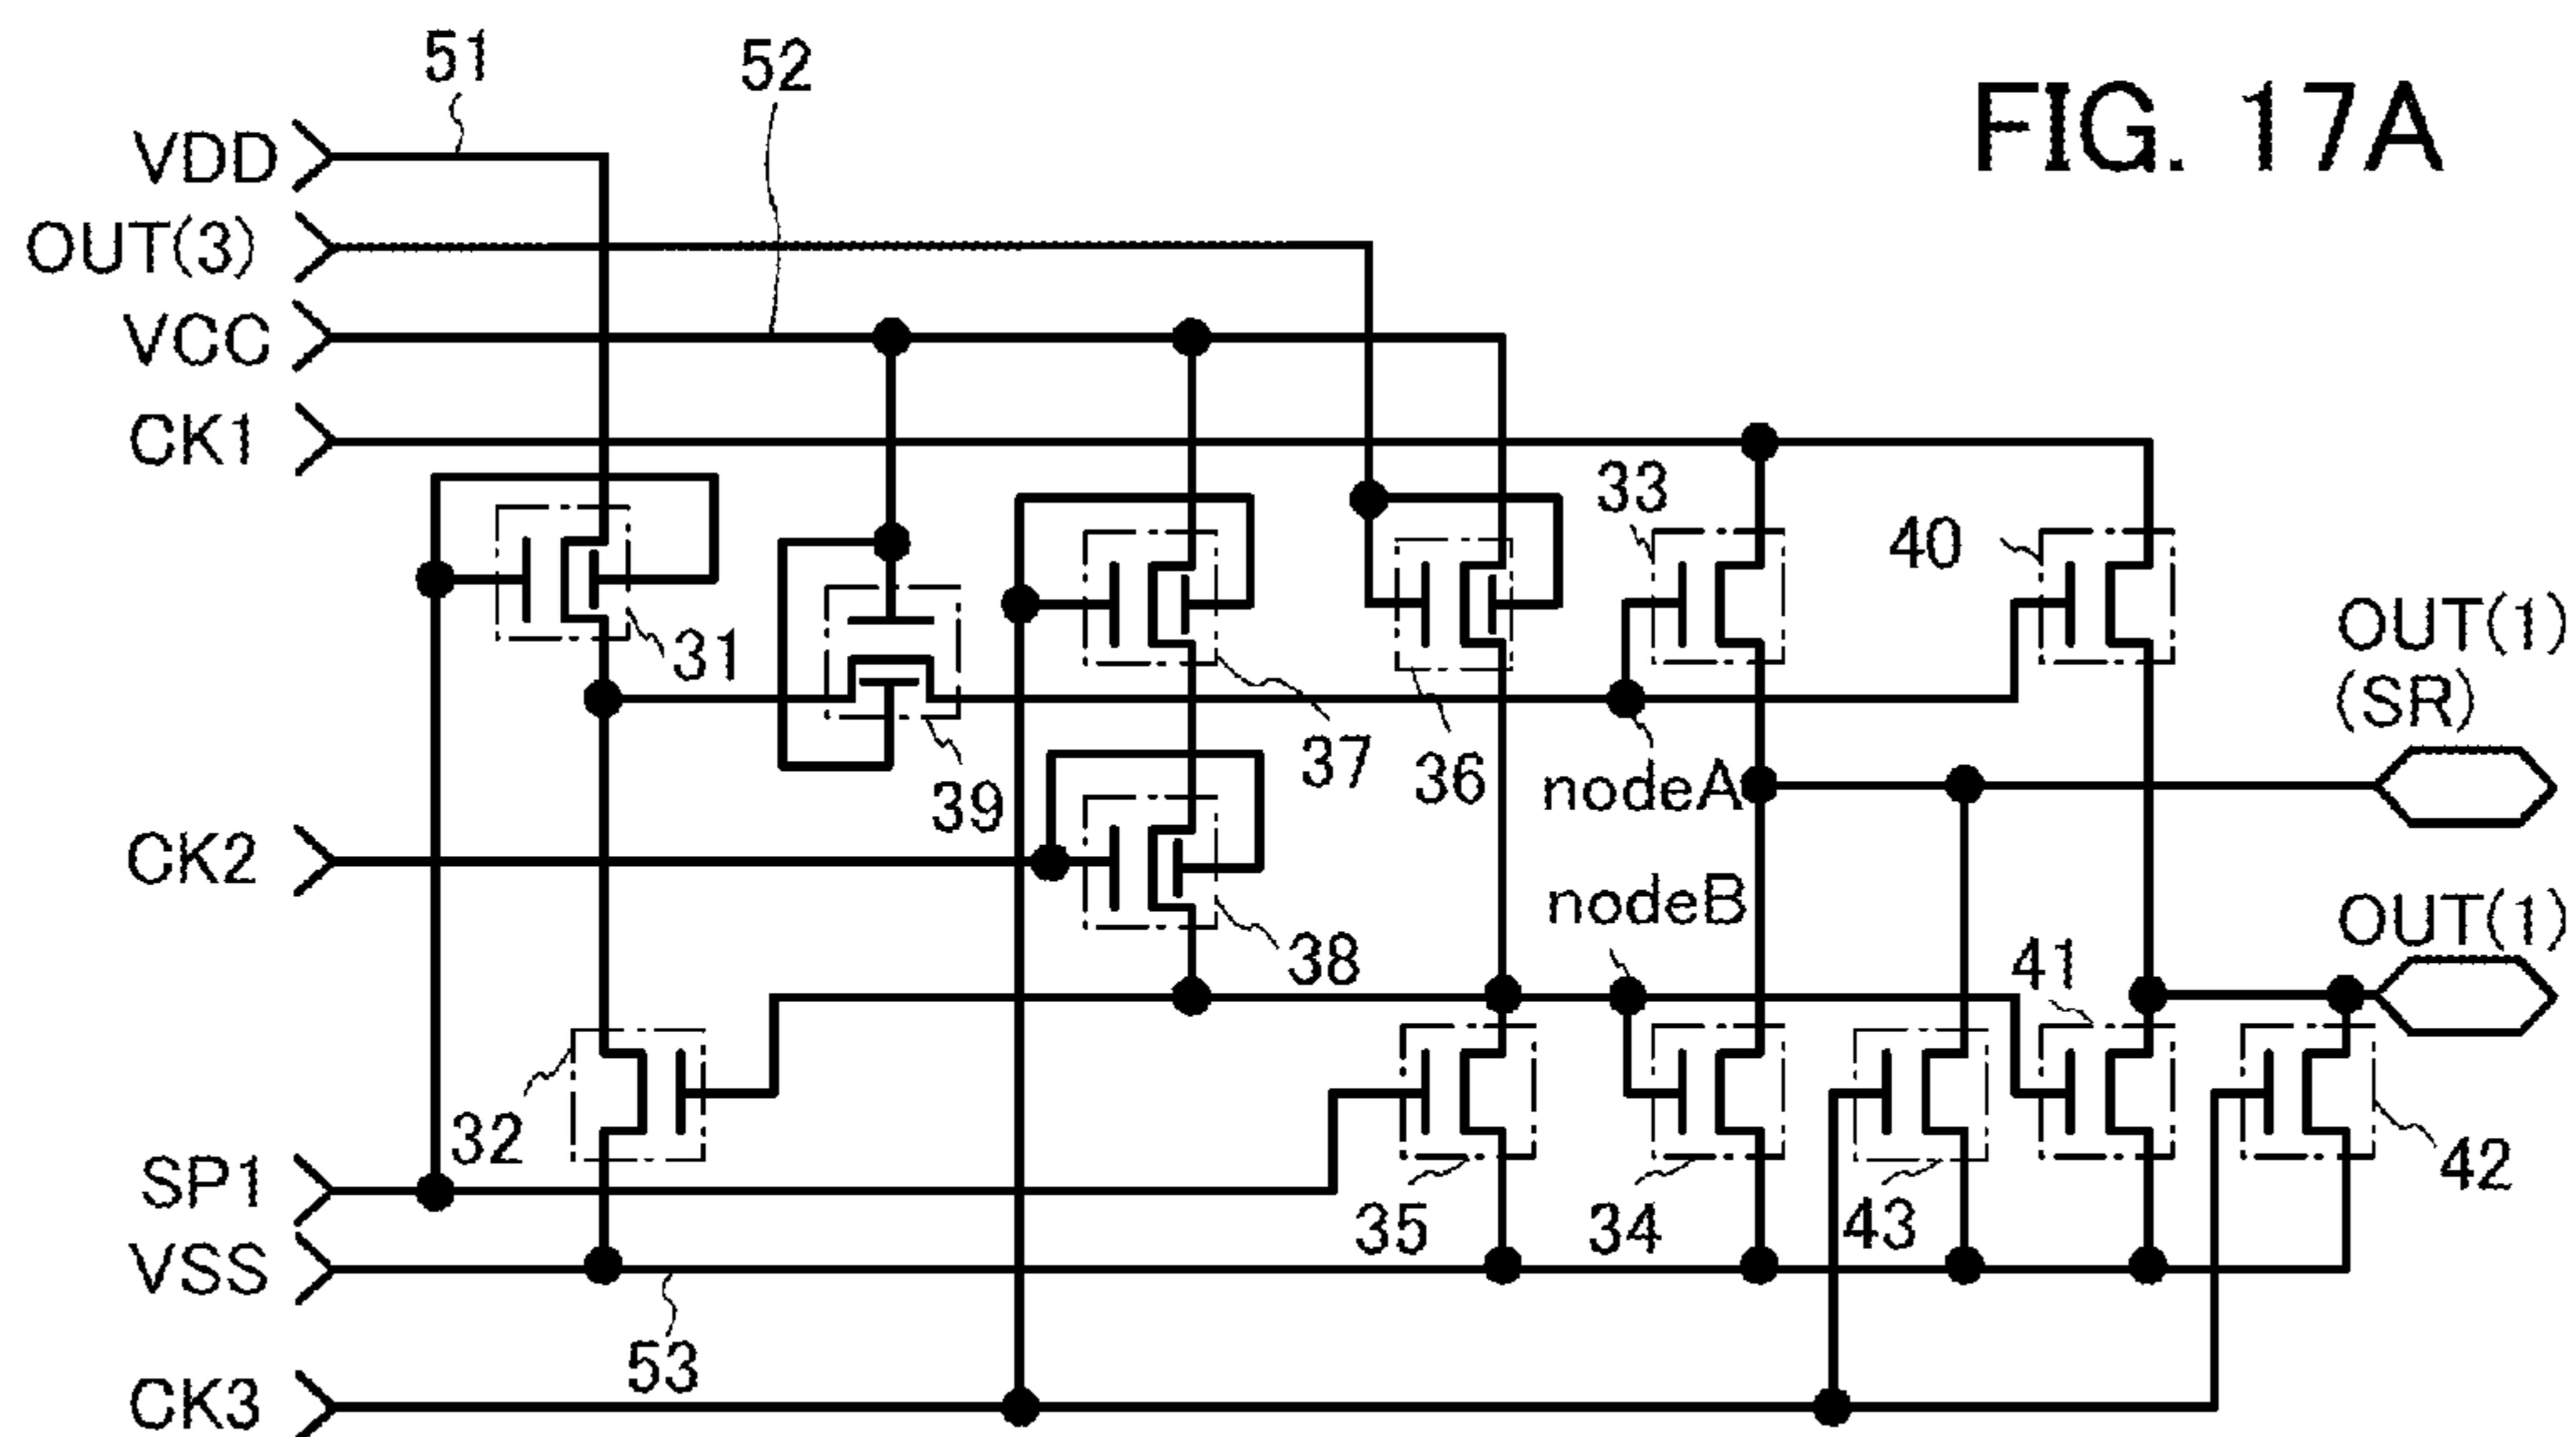 FIG. 17A
51
52
VDD
OUT(3)
VCC
CK1
33
40
31
OUT(1)
(SR)
37
36
39
nodeA
CK2
nodeB
38
41
OUT(1)
32
SP1
42
35
34
43
VSS
53
CK3